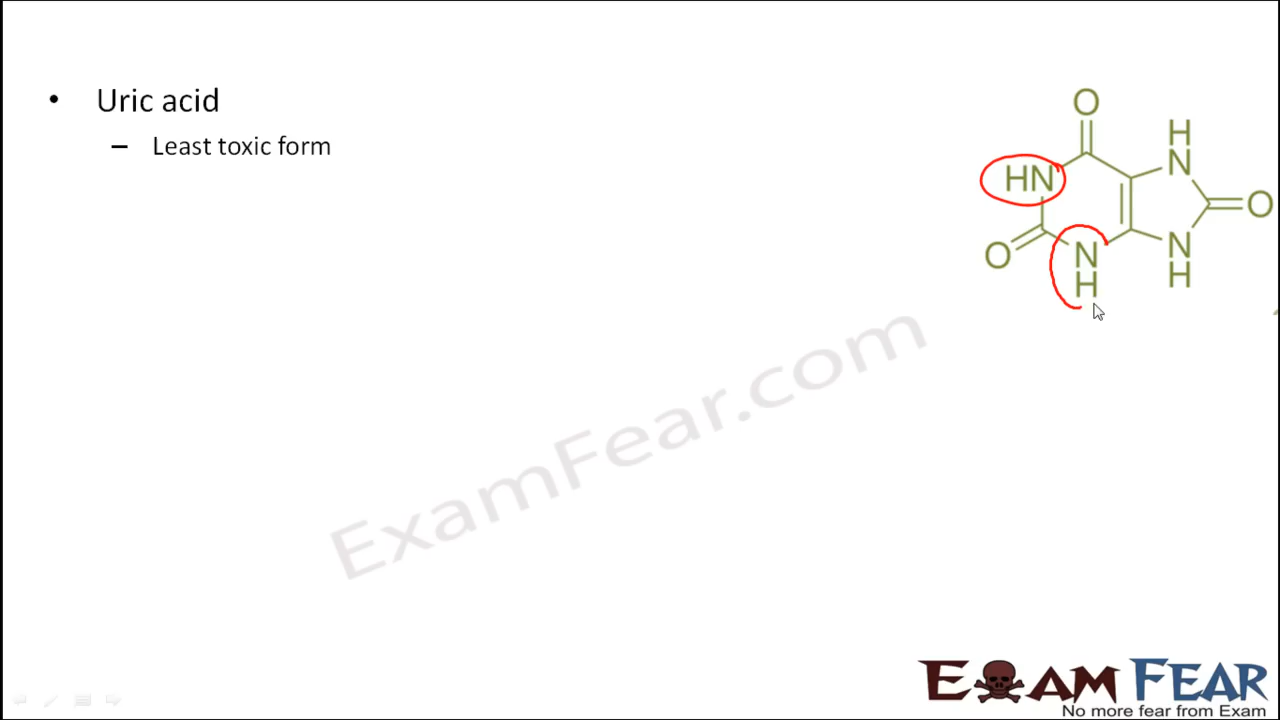 • Uric acid
– Least toxic form
O
H
N
HN
O
O
N
H
N
H
ExamFear.com
EXAM FEAR
No more fear from Exam